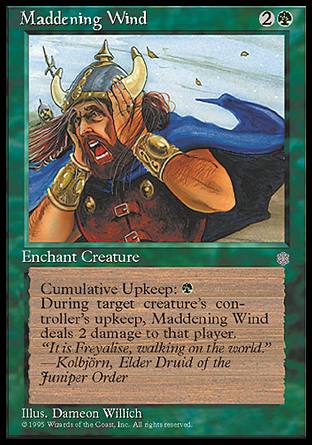 Maddening Wind 2
Enchant Creature
Cumulative Upkeep:
During target creature's con-
troller's upkeep, Maddening Wind
deals 2 damage to that player.
"It is Freyalise, walking on the world."
Kolbjörn, Elder Druid of the
Juniper Order
Illus. Dameon Willich
© 1995 Wizards of the Coast, Inc. All rights reserved.